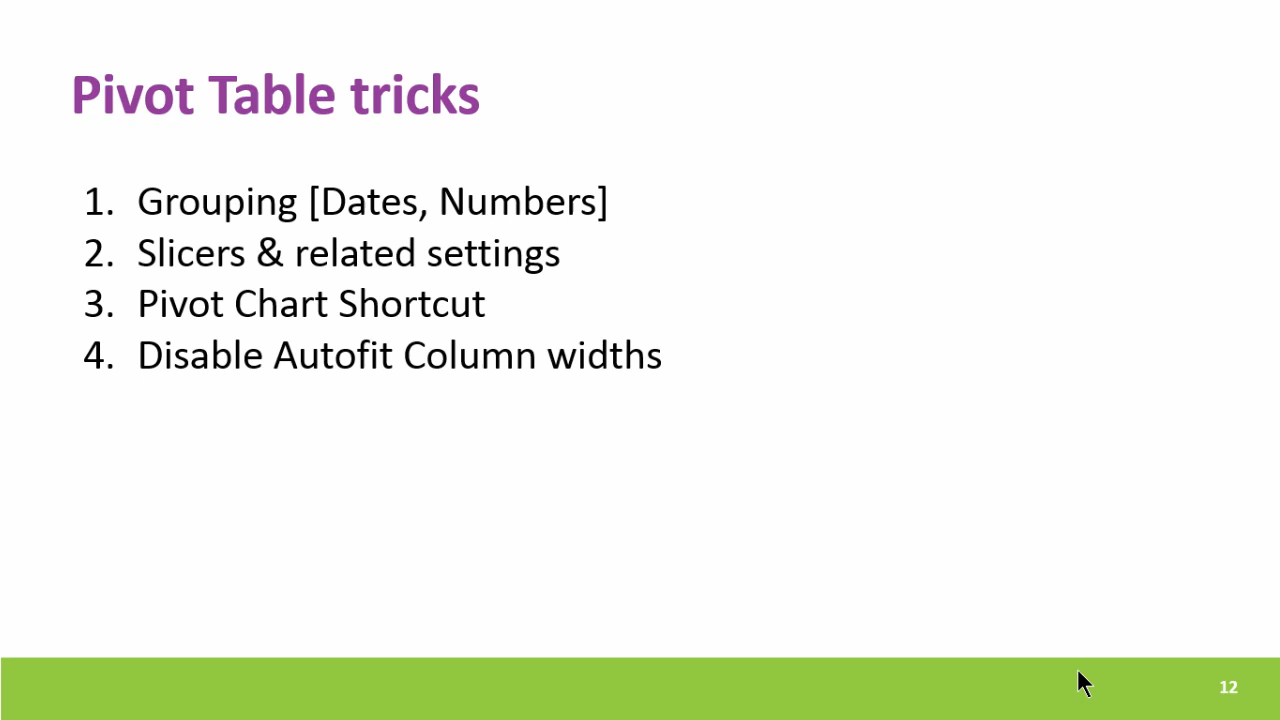 Pivot Table tricks
1. Grouping [Dates, Numbers]
2. Slicers & related settings
3. Pivot Chart Shortcut
4. Disable Autofit Column widths
12